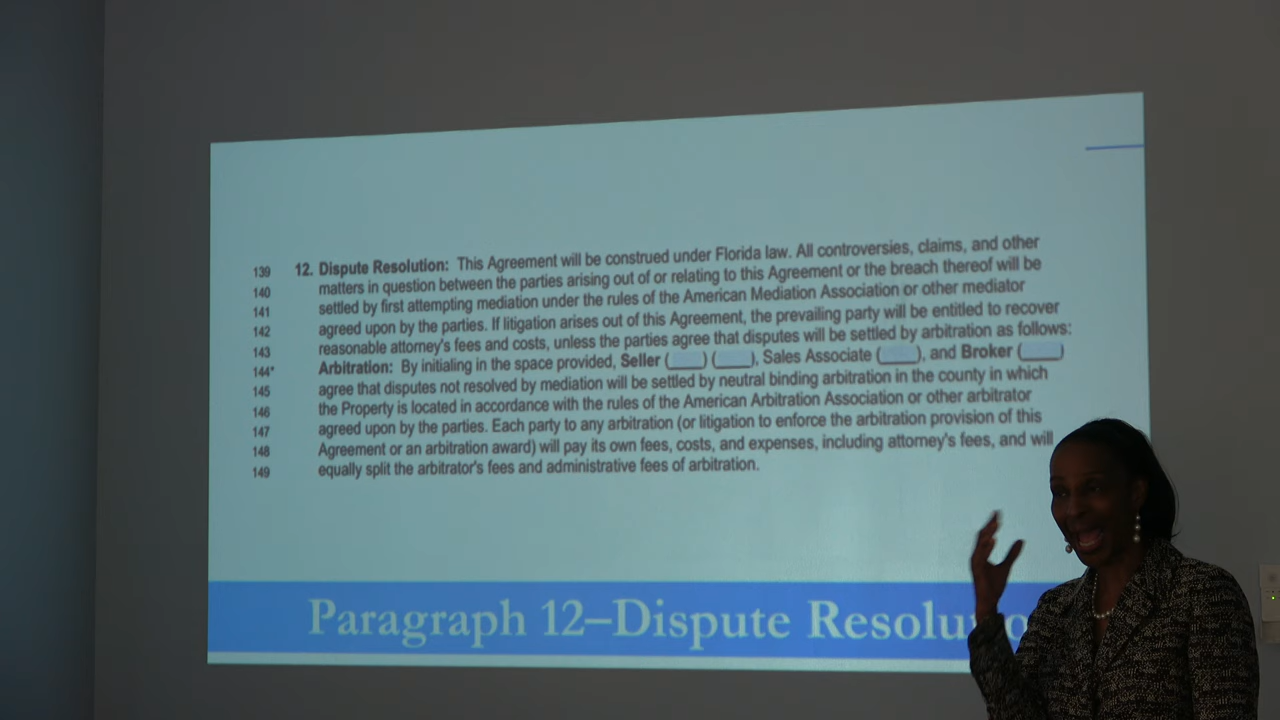 139 12. Dispute Resolution: This Agreement will be construed under Florida law. All controversies, claims, and other
140 matters in question between the parties arising out of or relating to this Agreement or the breach thereof will be
141 settled by first attempting mediation under the rules of the American Mediation Association or other mediator
142 agreed upon by the parties. If litigation arises out of this Agreement, the prevailing party will be entitled to recover
143 reasonable attorney's fees and costs, unless the parties agree that disputes will be settled by arbitration as follows:
144* Arbitration: By initialing in the space provided, Seller (    ) (    ), Sales Associate (    ), and Broker (    )
145 agree that disputes not resolved by mediation will be settled by neutral binding arbitration in the county in which
146 the Property is located in accordance with the rules of the American Arbitration Association or other arbitrator
147 agreed upon by the parties. Each party to any arbitration (or litigation to enforce the arbitration provision of this
148 Agreement or an arbitration award) will pay its own fees, costs, and expenses, including attorney's fees, and will
149 equally split the arbitrator's fees and administrative fees of arbitration.
Paragraph 12–Dispute Resolutio